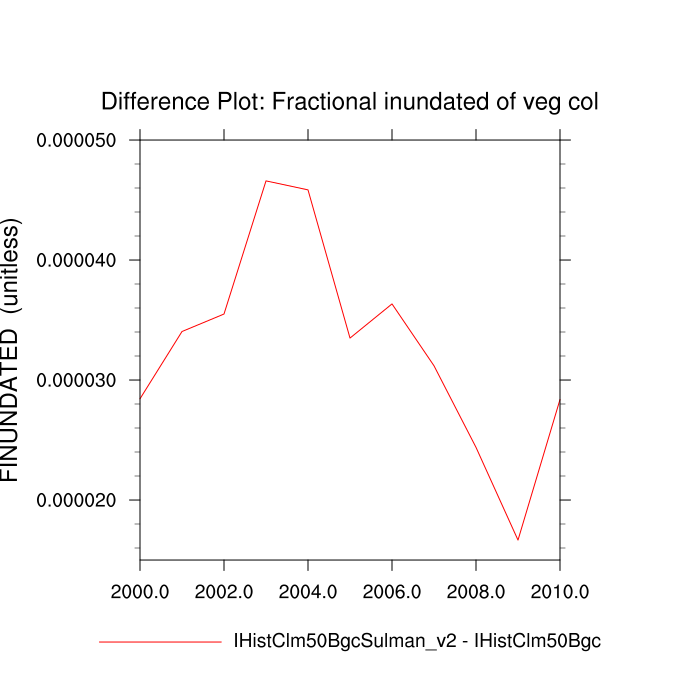 Difference Plot: Fractional inundated of veg col
FINUNDATED (unitless)
0.000050
0.000040
0.000030
0.000020
2000.0 2002.0 2004.0 2006.0 2008.0 2010.0
IHistClm50BgcSulman_v2 - IHistClm50Bgc